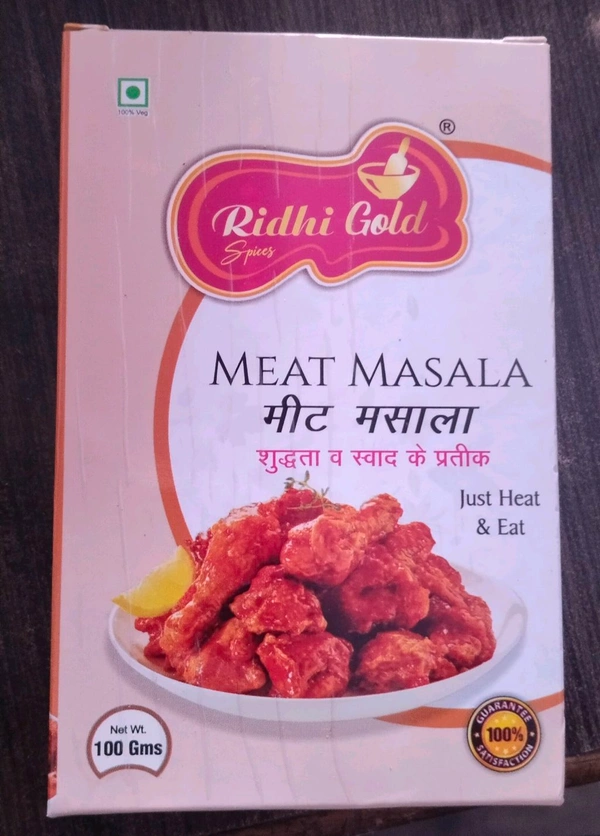 100% Veg
®
Ridhi Gold
Spices
MEAT MASALA
मीट मसाला
शुद्धता व स्वाद के प्रतीक
Just Heat
& Eat
Net Wt.
100 Gms
GUARANTEE
100%
SATISFACTION